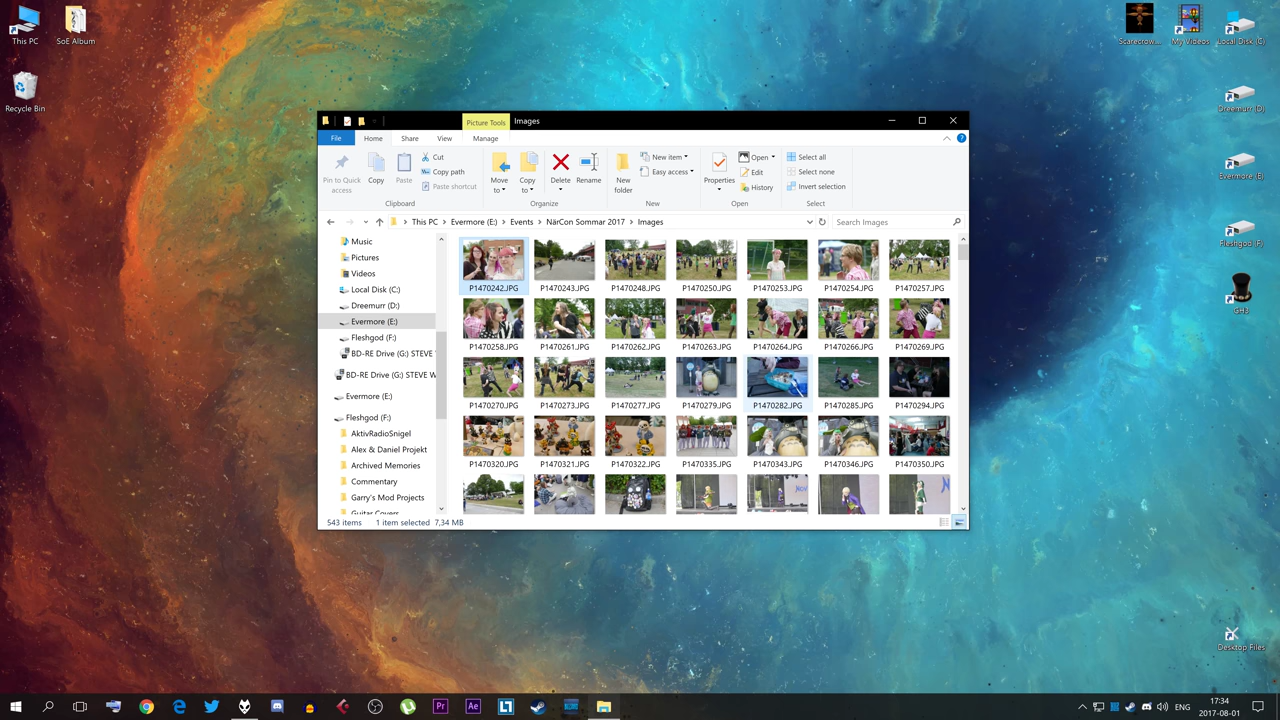 This PC
SoE Album
Recycle Bin
Scarecrow...
My Videos
Local Disk (C)
Dreemurr (D)
Evermore (E)
Fleshgod (F)
GH3
Desktop Files
Picture Tools
Images
File
Home
Share
View
Manage
Pin to Quick access
Copy
Paste
Cut
Copy path
Paste shortcut
Clipboard
Move to
Copy to
Delete
Rename
Organize
New folder
New item
Easy access
New
Properties
Open
Edit
History
Open
Select all
Select none
Invert selection
Select
This PC > Evermore (E:) > Events > NärCon Sommar 2017 > Images
Search Images
Music
Pictures
Videos
Local Disk (C:)
Dreemurr (D:)
Evermore (E:)
Fleshgod (F:)
BD-RE Drive (G:) STEVE
BD-RE Drive (G:) STEVE W
Evermore (E:)
Fleshgod (F:)
AktivRadioSnigel
Alex & Daniel Projekt
Archived Memories
Commentary
Garry's Mod Projects
Guitar Covers
P1470242.JPG P1470243.JPG P1470248.JPG P1470250.JPG P1470253.JPG P1470254.JPG P1470257.JPG
P1470258.JPG P1470261.JPG P1470262.JPG P1470263.JPG P1470264.JPG P1470266.JPG P1470269.JPG
P1470270.JPG P1470273.JPG P1470277.JPG P1470279.JPG P1470282.JPG P1470285.JPG P1470294.JPG
P1470320.JPG P1470321.JPG P1470322.JPG P1470335.JPG P1470343.JPG P1470346.JPG P1470350.JPG
543 items 1 item selected 7,34 MB
Pr
Ae
ENG
17:34
2017-08-01